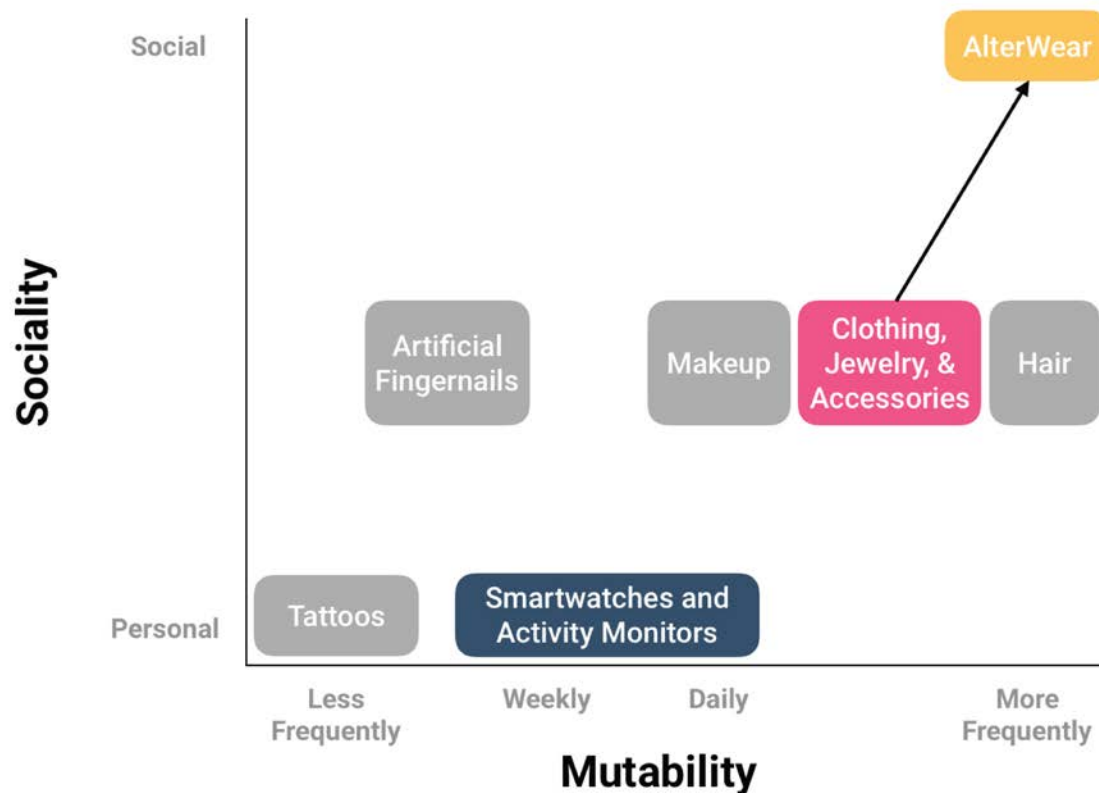 Social
AlterWear
Sociality
Artificial
Fingernails
Makeup
Clothing,
Jewelry, &
Accessories
Hair
Personal
Tattoos
Smartwatches and
Activity Monitors
Less
Frequently
Weekly
Daily
More
Frequently
Mutability